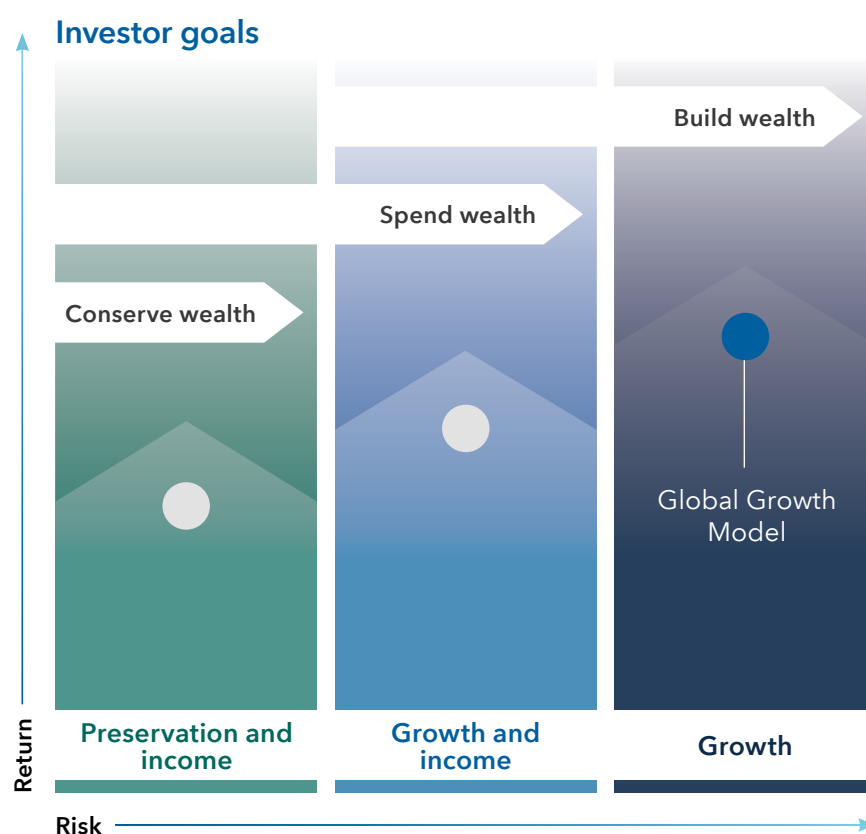 Investor goals
Build wealth
Spend wealth
Conserve wealth
Global Growth
Model
Return
Preservation and
income
Growth and
income
Growth
Risk